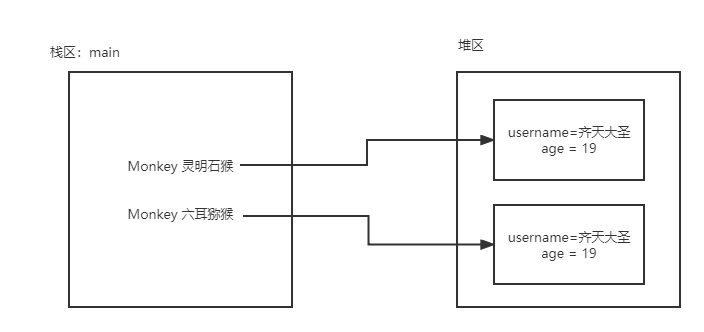 栈区：main
堆区
username=齐天大圣
age = 19
Monkey 灵明石猴
Monkey 六耳猕猴
username=齐天大圣
age = 19